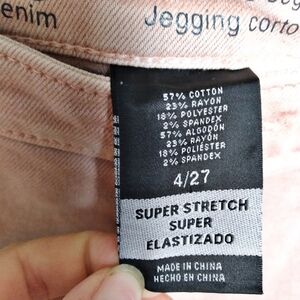 enim
Jegging corto
57% COTTON
23% RAYON
18% POLYESTER
2% SPANDEX
57% ALGODÓN
23% RAYÓN
18% POLIÉSTER
2% SPANDEX
4/27
SUPER STRETCH
SUPER
ELASTIZADO
MADE IN CHINA
HECHO EN CHINA